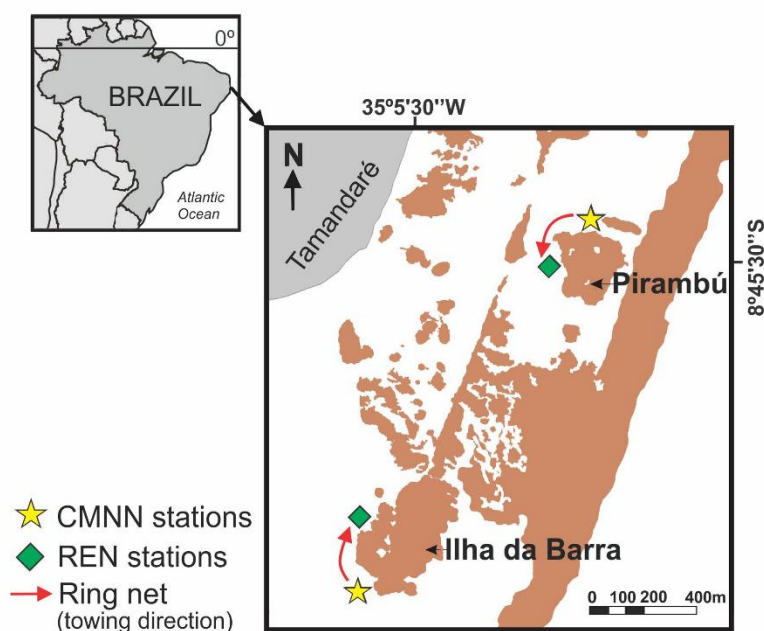 0º
BRAZIL
Atlantic
Ocean
35º5'30''W
N
Tamandaré
Pirambú
8º45'30''S
Ilha da Barra
0 100 200 400m
CMNN stations
REN stations
Ring net
(towing direction)